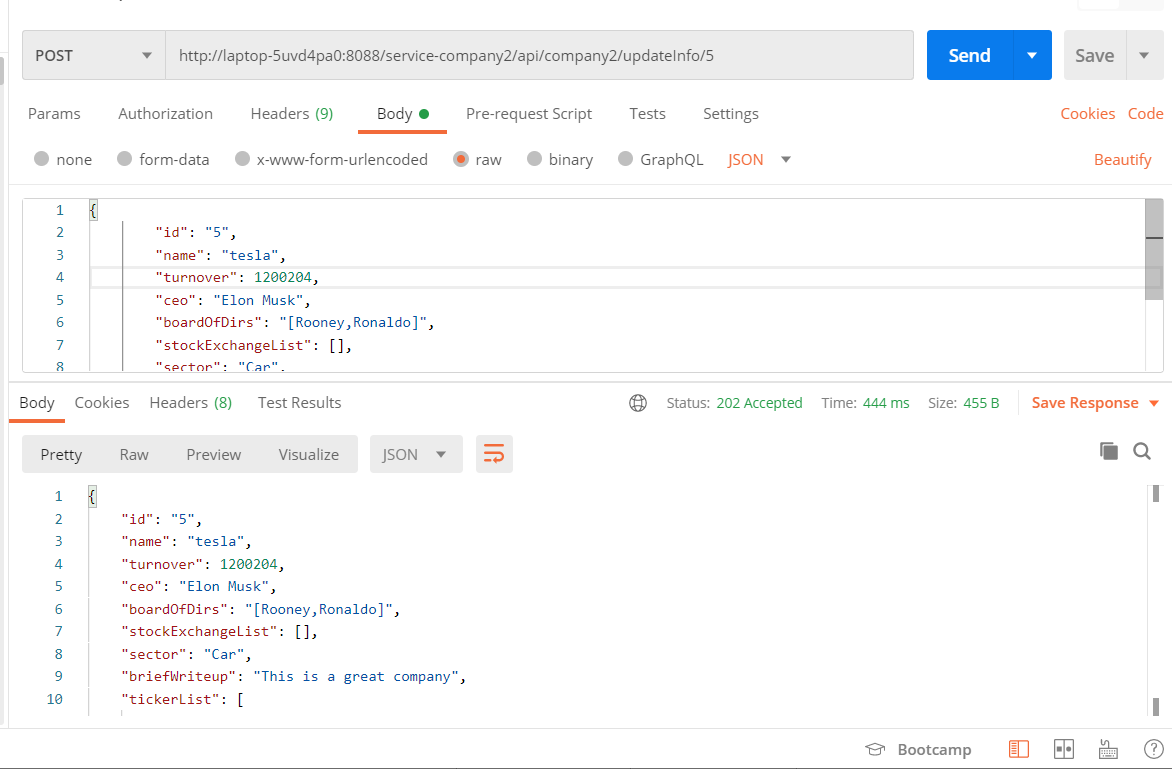 POST http://laptop-5uvd4pa0:8088/service-company2/api/company2/updateInfo/5 Send Save
Params Authorization Headers (9) Body Pre-request Script Tests Settings Cookies Code
none form-data x-www-form-urlencoded raw binary GraphQL JSON Beautify
1 {
2 "id": "5",
3 "name": "tesla",
4 "turnover": 1200204,
5 "ceo": "Elon Musk",
6 "boardOfDirs": "[Rooney,Ronaldo]",
7 "stockExchangeList": [],
8 "sector": "Car",
Body Cookies Headers (8) Test Results Status: 202 Accepted Time: 444 ms Size: 455 B Save Response
Pretty Raw Preview Visualize JSON
1 {
2 "id": "5",
3 "name": "tesla",
4 "turnover": 1200204,
5 "ceo": "Elon Musk",
6 "boardOfDirs": "[Rooney,Ronaldo]",
7 "stockExchangeList": [],
8 "sector": "Car",
9 "briefWriteup": "This is a great company",
10 "tickerList": [
Bootcamp